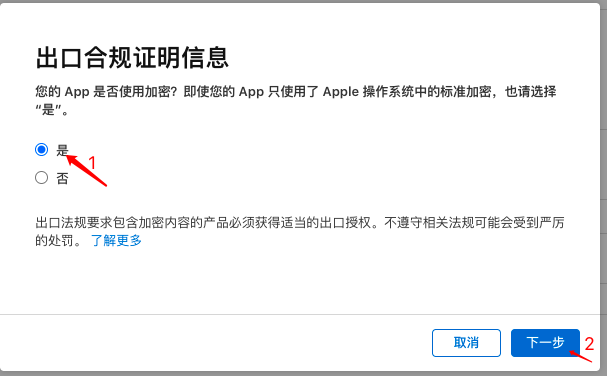 出口合规证明信息
您的 App 是否使用加密？即使您的 App 只使用了 Apple 操作系统中的标准加密，也请选择
“是”。
是 1
否
出口法规要求包含加密内容的产品必须获得适当的出口授权。不遵守相关法规可能会受到严厉
的处罚。 了解更多
取消 下一步 2